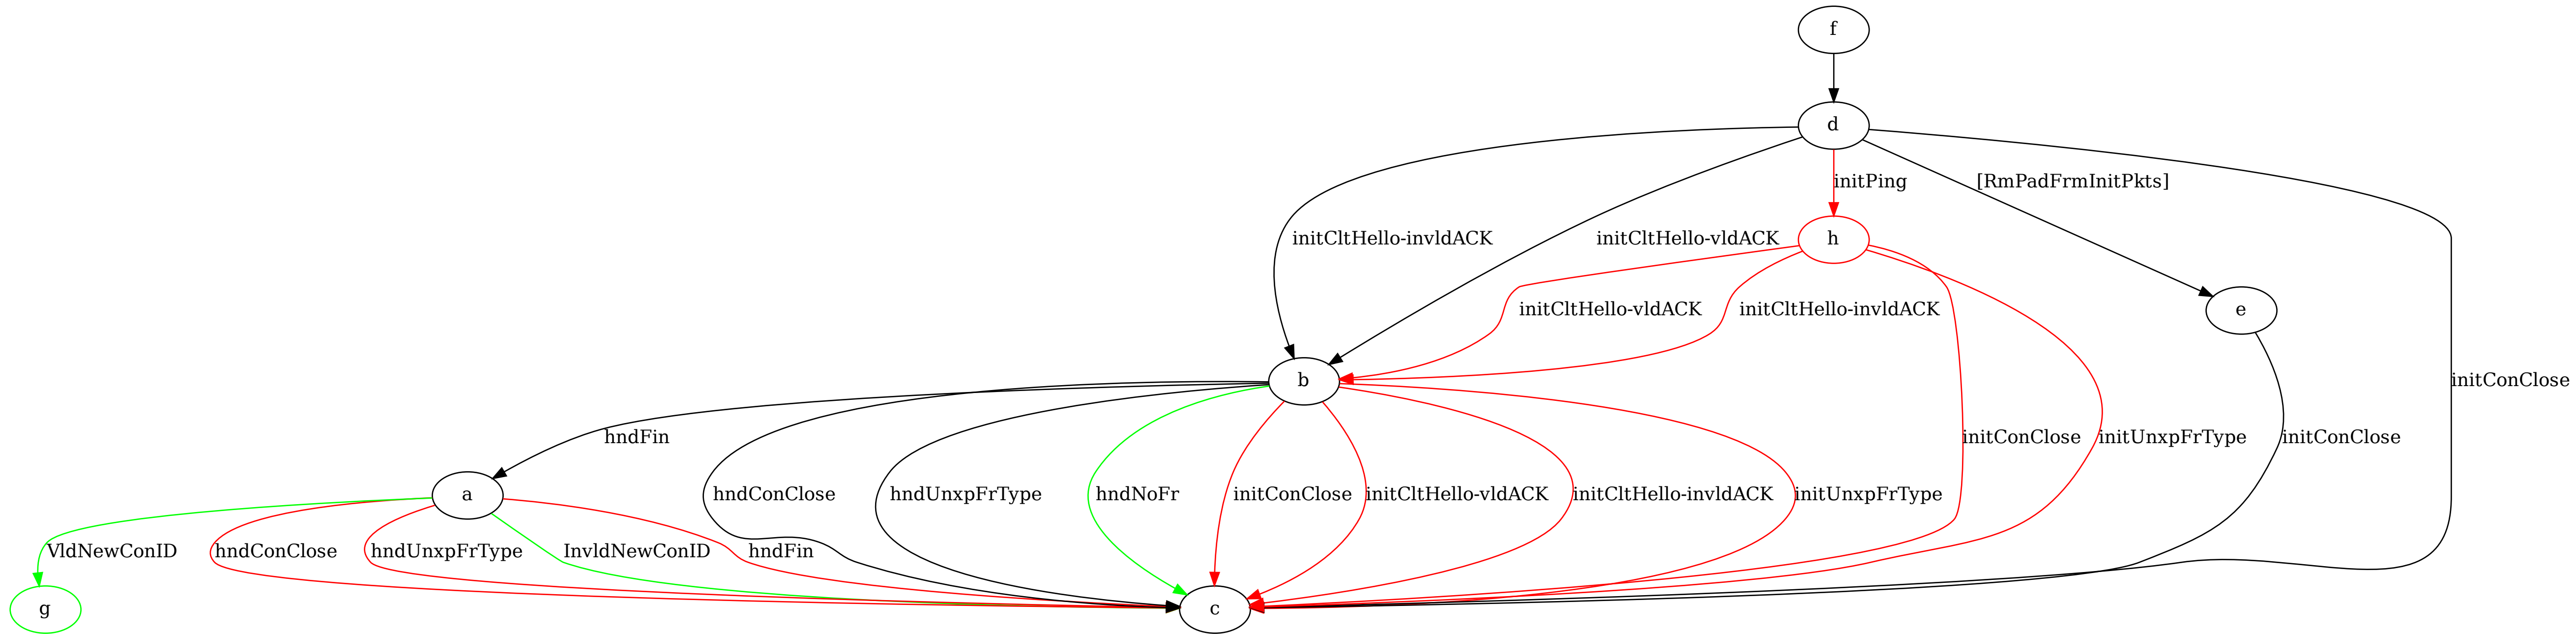 f
d
initPing
[RmPadFrmInitPkts]
initCltHello-invldACK
initCltHello-vldACK
h
initCltHello-vldACK
initCltHello-invldACK
e
b
initConClose
hndFin
initConClose
initUnxpFrType
initConClose
a
hndConClose
hndUnxpFrType
hndNoFr
initConClose
initCltHello-vldACK
initCltHello-invldACK
initUnxpFrType
VldNewConID
hndConClose
hndUnxpFrType
InvldNewConID
hndFin
g
c